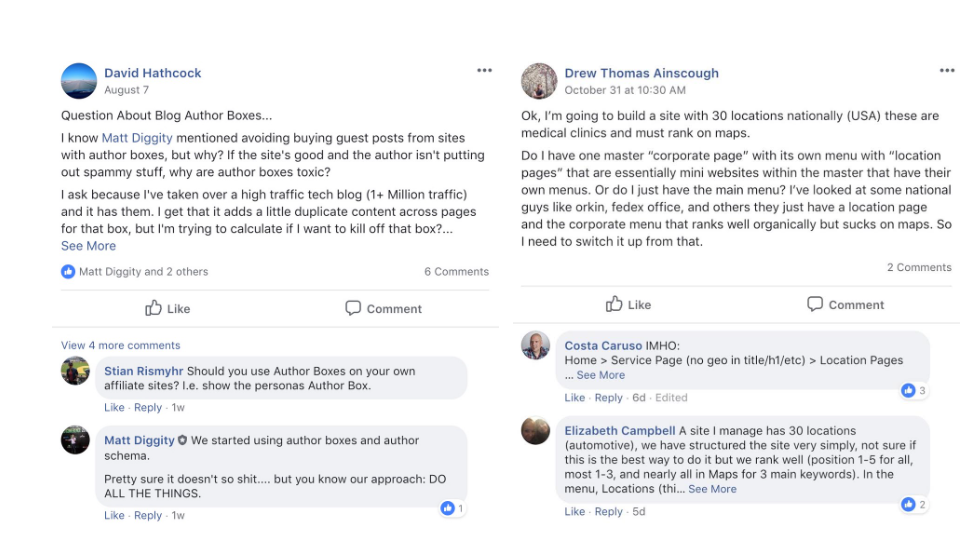 David Hathcock
August 7
Question About Blog Author Boxes...
I know Matt Diggity mentioned avoiding buying guest posts from sites
with author boxes, but why? If the site's good and the author isn't putting
out spammy stuff, why are author boxes toxic?
I ask because I've taken over a high traffic tech blog (1+ Million traffic)
and it has them. I get that it adds a little duplicate content across pages
for that box, but I'm trying to calculate if I want to kill off that box?...
See More
Matt Diggity and 2 others
6 Comments
Like
Comment
View 4 more comments
Stian Rismyhr Should you use Author Boxes on your own
affiliate sites? I.e. show the personas Author Box.
Like · Reply · 1w
Matt Diggity We started using author boxes and author
schema.
Pretty sure it doesn't so shit.... but you know our approach: DO
ALL THE THINGS.
1
Like · Reply · 1w
Drew Thomas Ainscough
October 31 at 10:30 AM
Ok, I'm going to build a site with 30 locations nationally (USA) these are
medical clinics and must rank on maps.
Do I have one master “corporate page” with its own menu with “location
pages” that are essentially mini websites within the master that have their
own menus. Or do I just have the main menu? I've looked at some national
guys like orkin, fedex office, and others they just have a location page
and the corporate menu that ranks well organically but sucks on maps. So
I need to switch it up from that.
2 Comments
Like
Comment
Costa Caruso IMHO:
Home > Service Page (no geo in title/h1/etc) > Location Pages
... See More
3
Like · Reply · 6d · Edited
Elizabeth Campbell A site I manage has 30 locations
(automotive), we have structured the site very simply, not sure if
this is the best way to do it but we rank well (position 1-5 for all,
most 1-3, and nearly all in Maps for 3 main keywords). In the
menu, Locations (thi... See More
2
Like · Reply · 5d